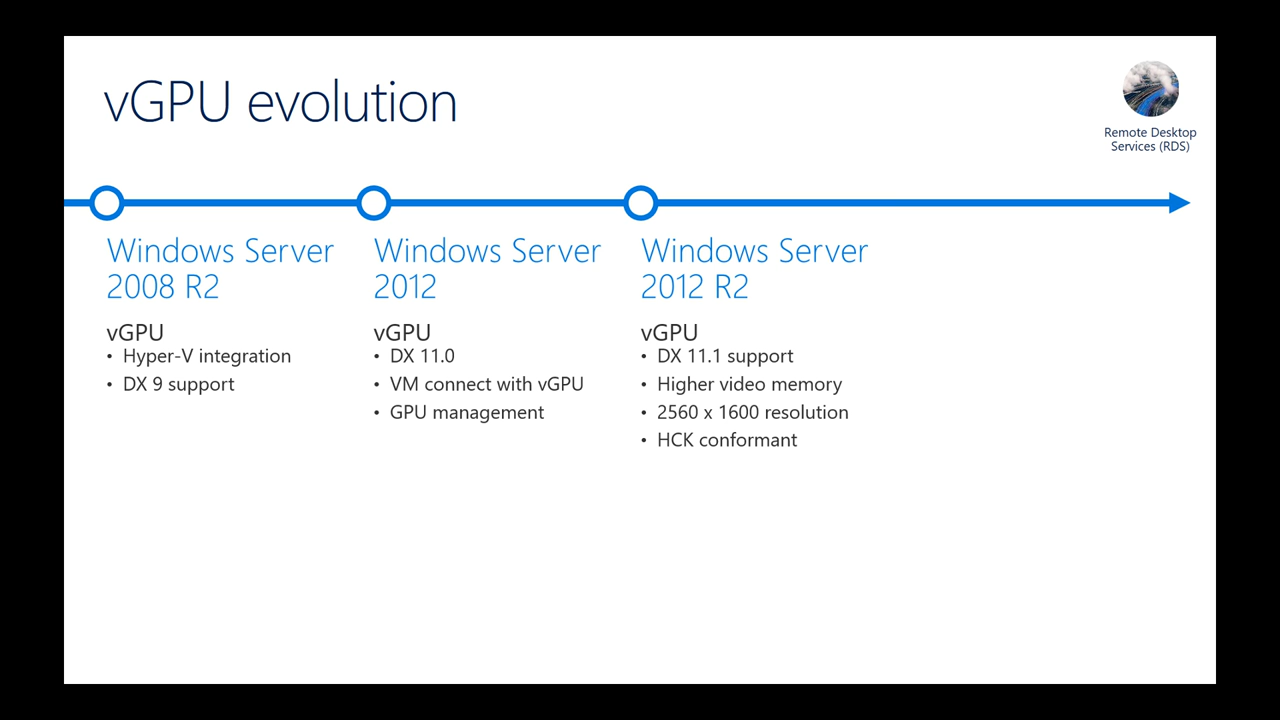 vGPU evolution
Remote Desktop
Services (RDS)
Windows Server
2008 R2
vGPU
• Hyper-V integration
• DX 9 support
Windows Server
2012
vGPU
• DX 11.0
• VM connect with vGPU
• GPU management
Windows Server
2012 R2
vGPU
• DX 11.1 support
• Higher video memory
• 2560 x 1600 resolution
• HCK conformant